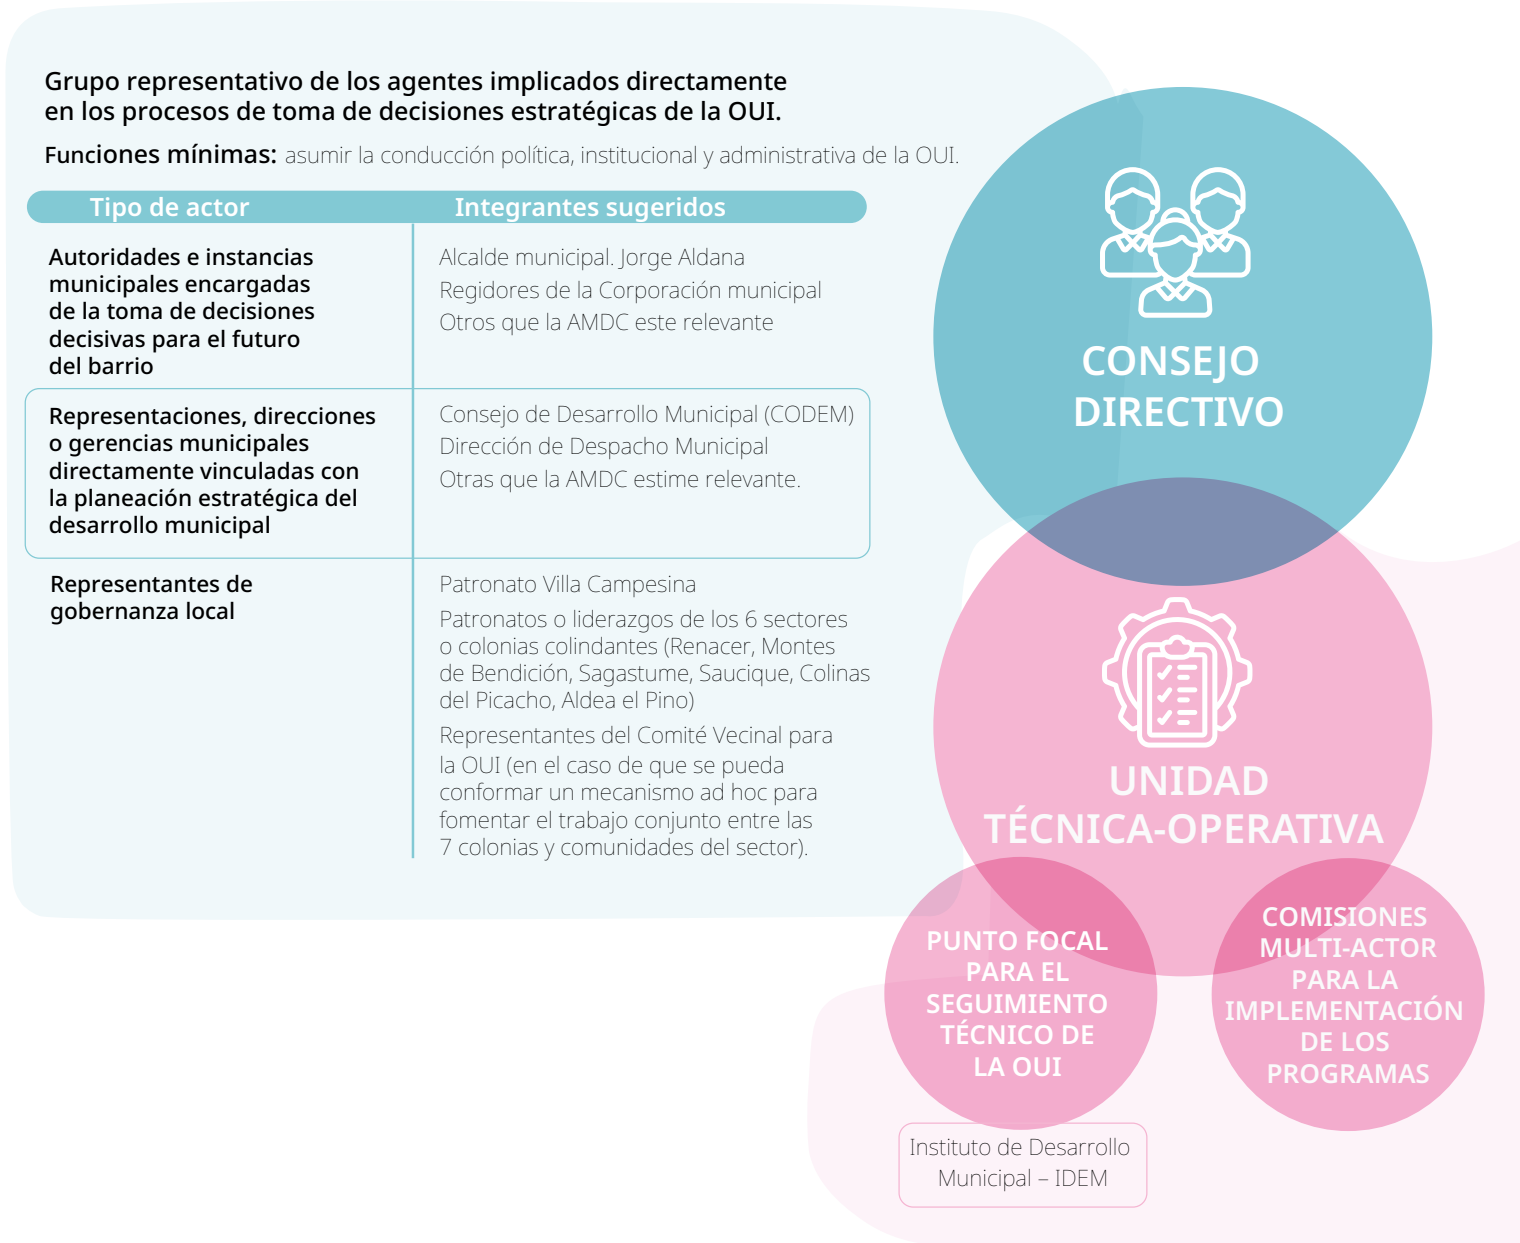 Grupo representativo de los agentes implicados directamente
en los procesos de toma de decisiones estratégicas de la OUI.
Funciones mínimas: asumir la conducción política, institucional y administrativa de la OUI.
Tipo de actor
Integrantes sugeridos
Autoridades e instancias
municipales encargadas
de la toma de decisiones
decisivas para el futuro
del barrio
Alcalde municipal. Jorge Aldana
Regidores de la Corporación municipal
Otros que la AMDC este relevante
Representaciones, direcciones
o gerencias municipales
directamente vinculadas con
la planeación estratégica del
desarrollo municipal
Consejo de Desarrollo Municipal (CODEM)
Dirección de Despacho Municipal
Otras que la AMDC estime relevante.
Representantes de
gobernanza local
Patronato Villa Campesina
Patronatos o liderazgos de los 6 sectores
o colonias colindantes (Renacer, Montes
de Bendición, Sagastume, Saucique, Colinas
del Picacho, Aldea el Pino)
Representantes del Comité Vecinal para
la OUI (en el caso de que se pueda
conformar un mecanismo ad hoc para
fomentar el trabajo conjunto entre las
7 colonias y comunidades del sector).
CONSEJO
DIRECTIVO
UNIDAD
TÉCNICA-OPERATIVA
PUNTO FOCAL
PARA EL
SEGUIMIENTO
TÉCNICO DE
LA OUI
COMISIONES
MULTI-ACTOR
PARA LA
IMPLEMENTACIÓN
DE LOS
PROGRAMAS
Instituto de Desarrollo
Municipal – IDEM